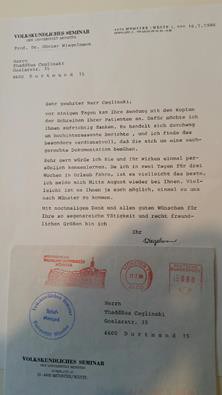 VOLKSKUNDLICHES SEMINAR
DER UNIVERSITÄT MÜNSTER
Prof. Dr. Günter Wiegelmann
Herrn
Thaddäus Ceglinski
Goslarstr. 35
4600 D o r t m u n d 15
Sehr geehrter Herr Ceglinski,
vor einigen Tagen kam Ihre Sendung mit den Kopien
der Schreiben Ihrer Patienten an. Dafür möchte ich
Ihnen aufrichtig danken. Es handelt sich durchweg
um hochinteressante Berichte , und ich finde das
besonders verdienstvoll, daß Sie sich um eine sach-
gerechte Dokumentation bemühen.
Sehr gern würde ich Sie und Ihr Wirken einmal per-
sönlich kennenlernen. Da ich in zwei Tagen für drei
Wochen in Urlaub fahre, ist es vielleicht das beste,
ich melde mich Mitte August wieder bei Ihnen. Viel-
leicht ist es Ihnen ja auch möglich, einmal zu uns
nach Münster zu kommen.
Mit nochmaligem Dank und allen guten Wünschen für
Ihre so segensreiche Tätigkeit und recht freund-
lichen Grüßen bin ich
Ihr
Herrn
Thaddäus Ceglinski
Goslarstr. 35
4600 D o r t m u n d 15
VOLKSKUNDLICHES SEMINAR
DER UNIVERSITÄT MÜNSTER